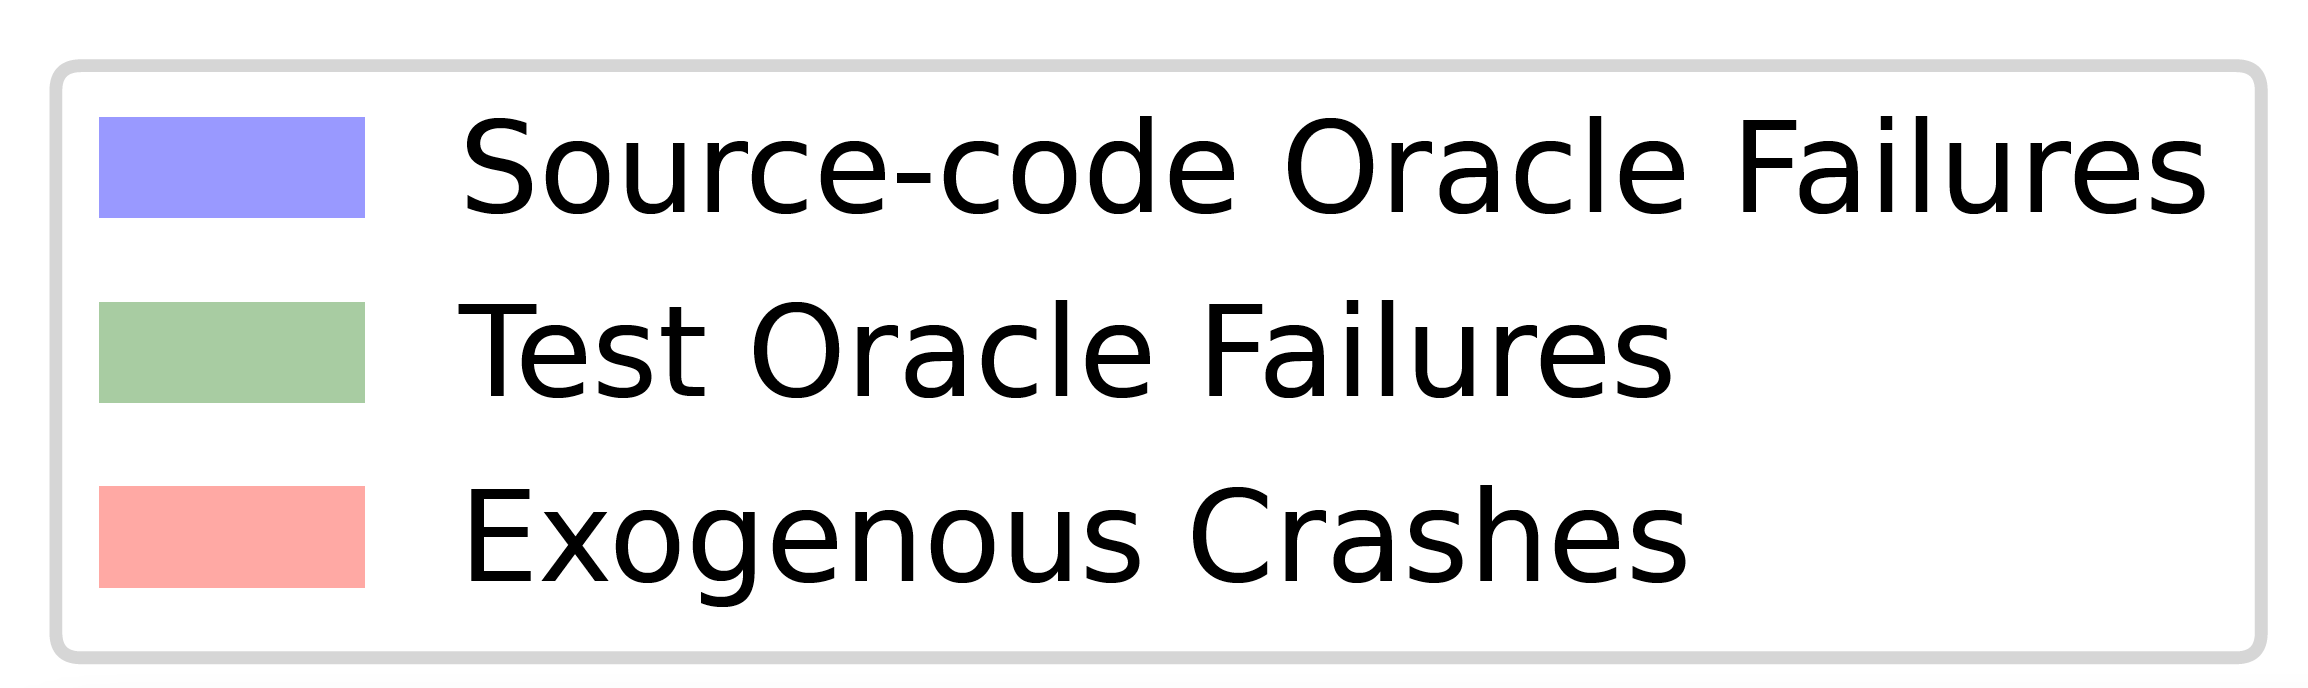 Source-code Oracle Failures
Test Oracle Failures
Exogenous Crashes